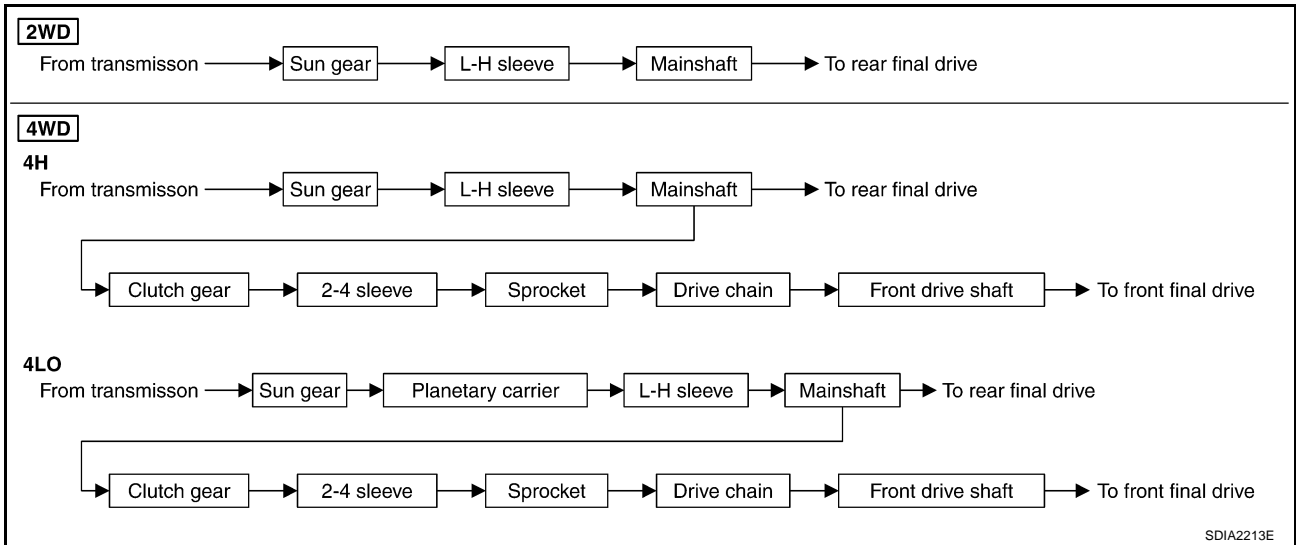 2WD
From transmisson Sun gear L-H sleeve Mainshaft To rear final drive
4WD
4H
From transmisson Sun gear L-H sleeve Mainshaft To rear final drive
Clutch gear 2-4 sleeve Sprocket Drive chain Front drive shaft To front final drive
4LO
From transmisson Sun gear Planetary carrier L-H sleeve Mainshaft To rear final drive
Clutch gear 2-4 sleeve Sprocket Drive chain Front drive shaft To front final drive
SDIA2213E